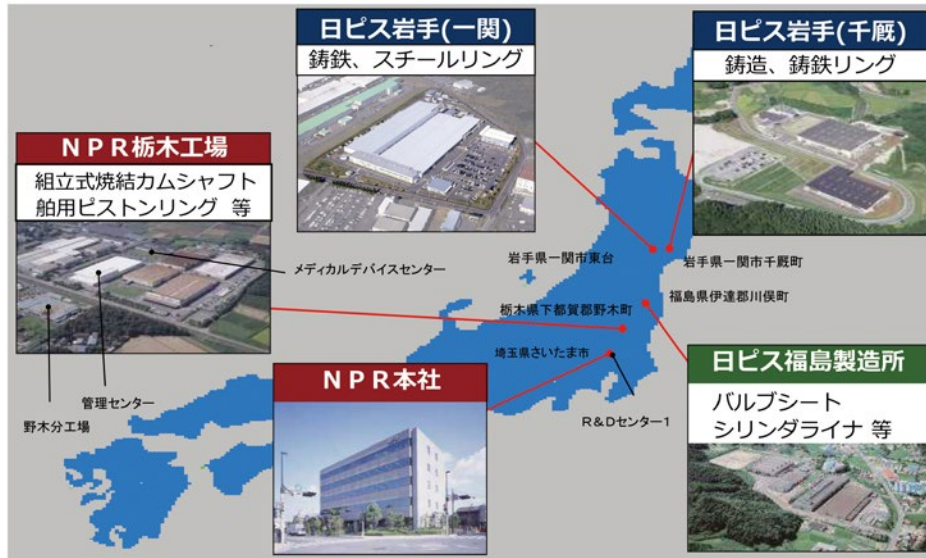 日ピス岩手(一関)
鋳鉄、スチールリング
日ピス岩手(千厩)
鋳造、鋳鉄リング
NPR栃木工場
組立式焼結カムシャフト
舶用ピストンリング 等
メディカルデバイスセンター
管理センター
野木分工場
岩手県一関市東台
岩手県一関市千厩町
福島県伊達郡川俣町
栃木県下都賀郡野木町
埼玉県さいたま市
R&Dセンター1
NPR本社
日ピス福島製造所
バルブシート
シリンダライナ 等